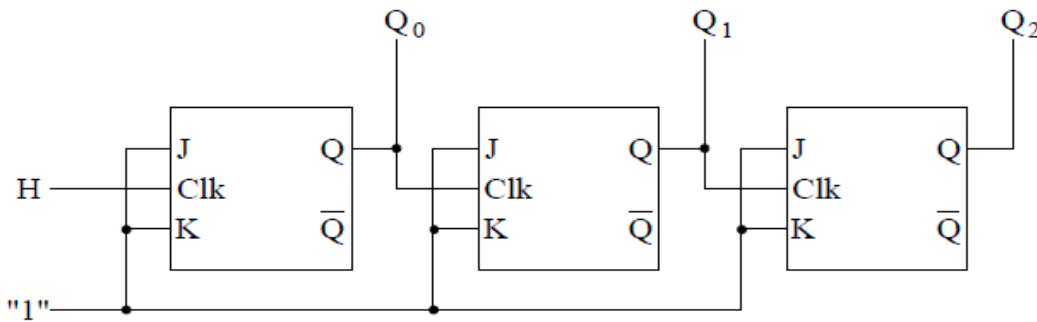 Q0 Q1 Q2
J Q J Q J Q
H Clk Clk Clk
K Q̅ K Q̅ K Q̅
"1"